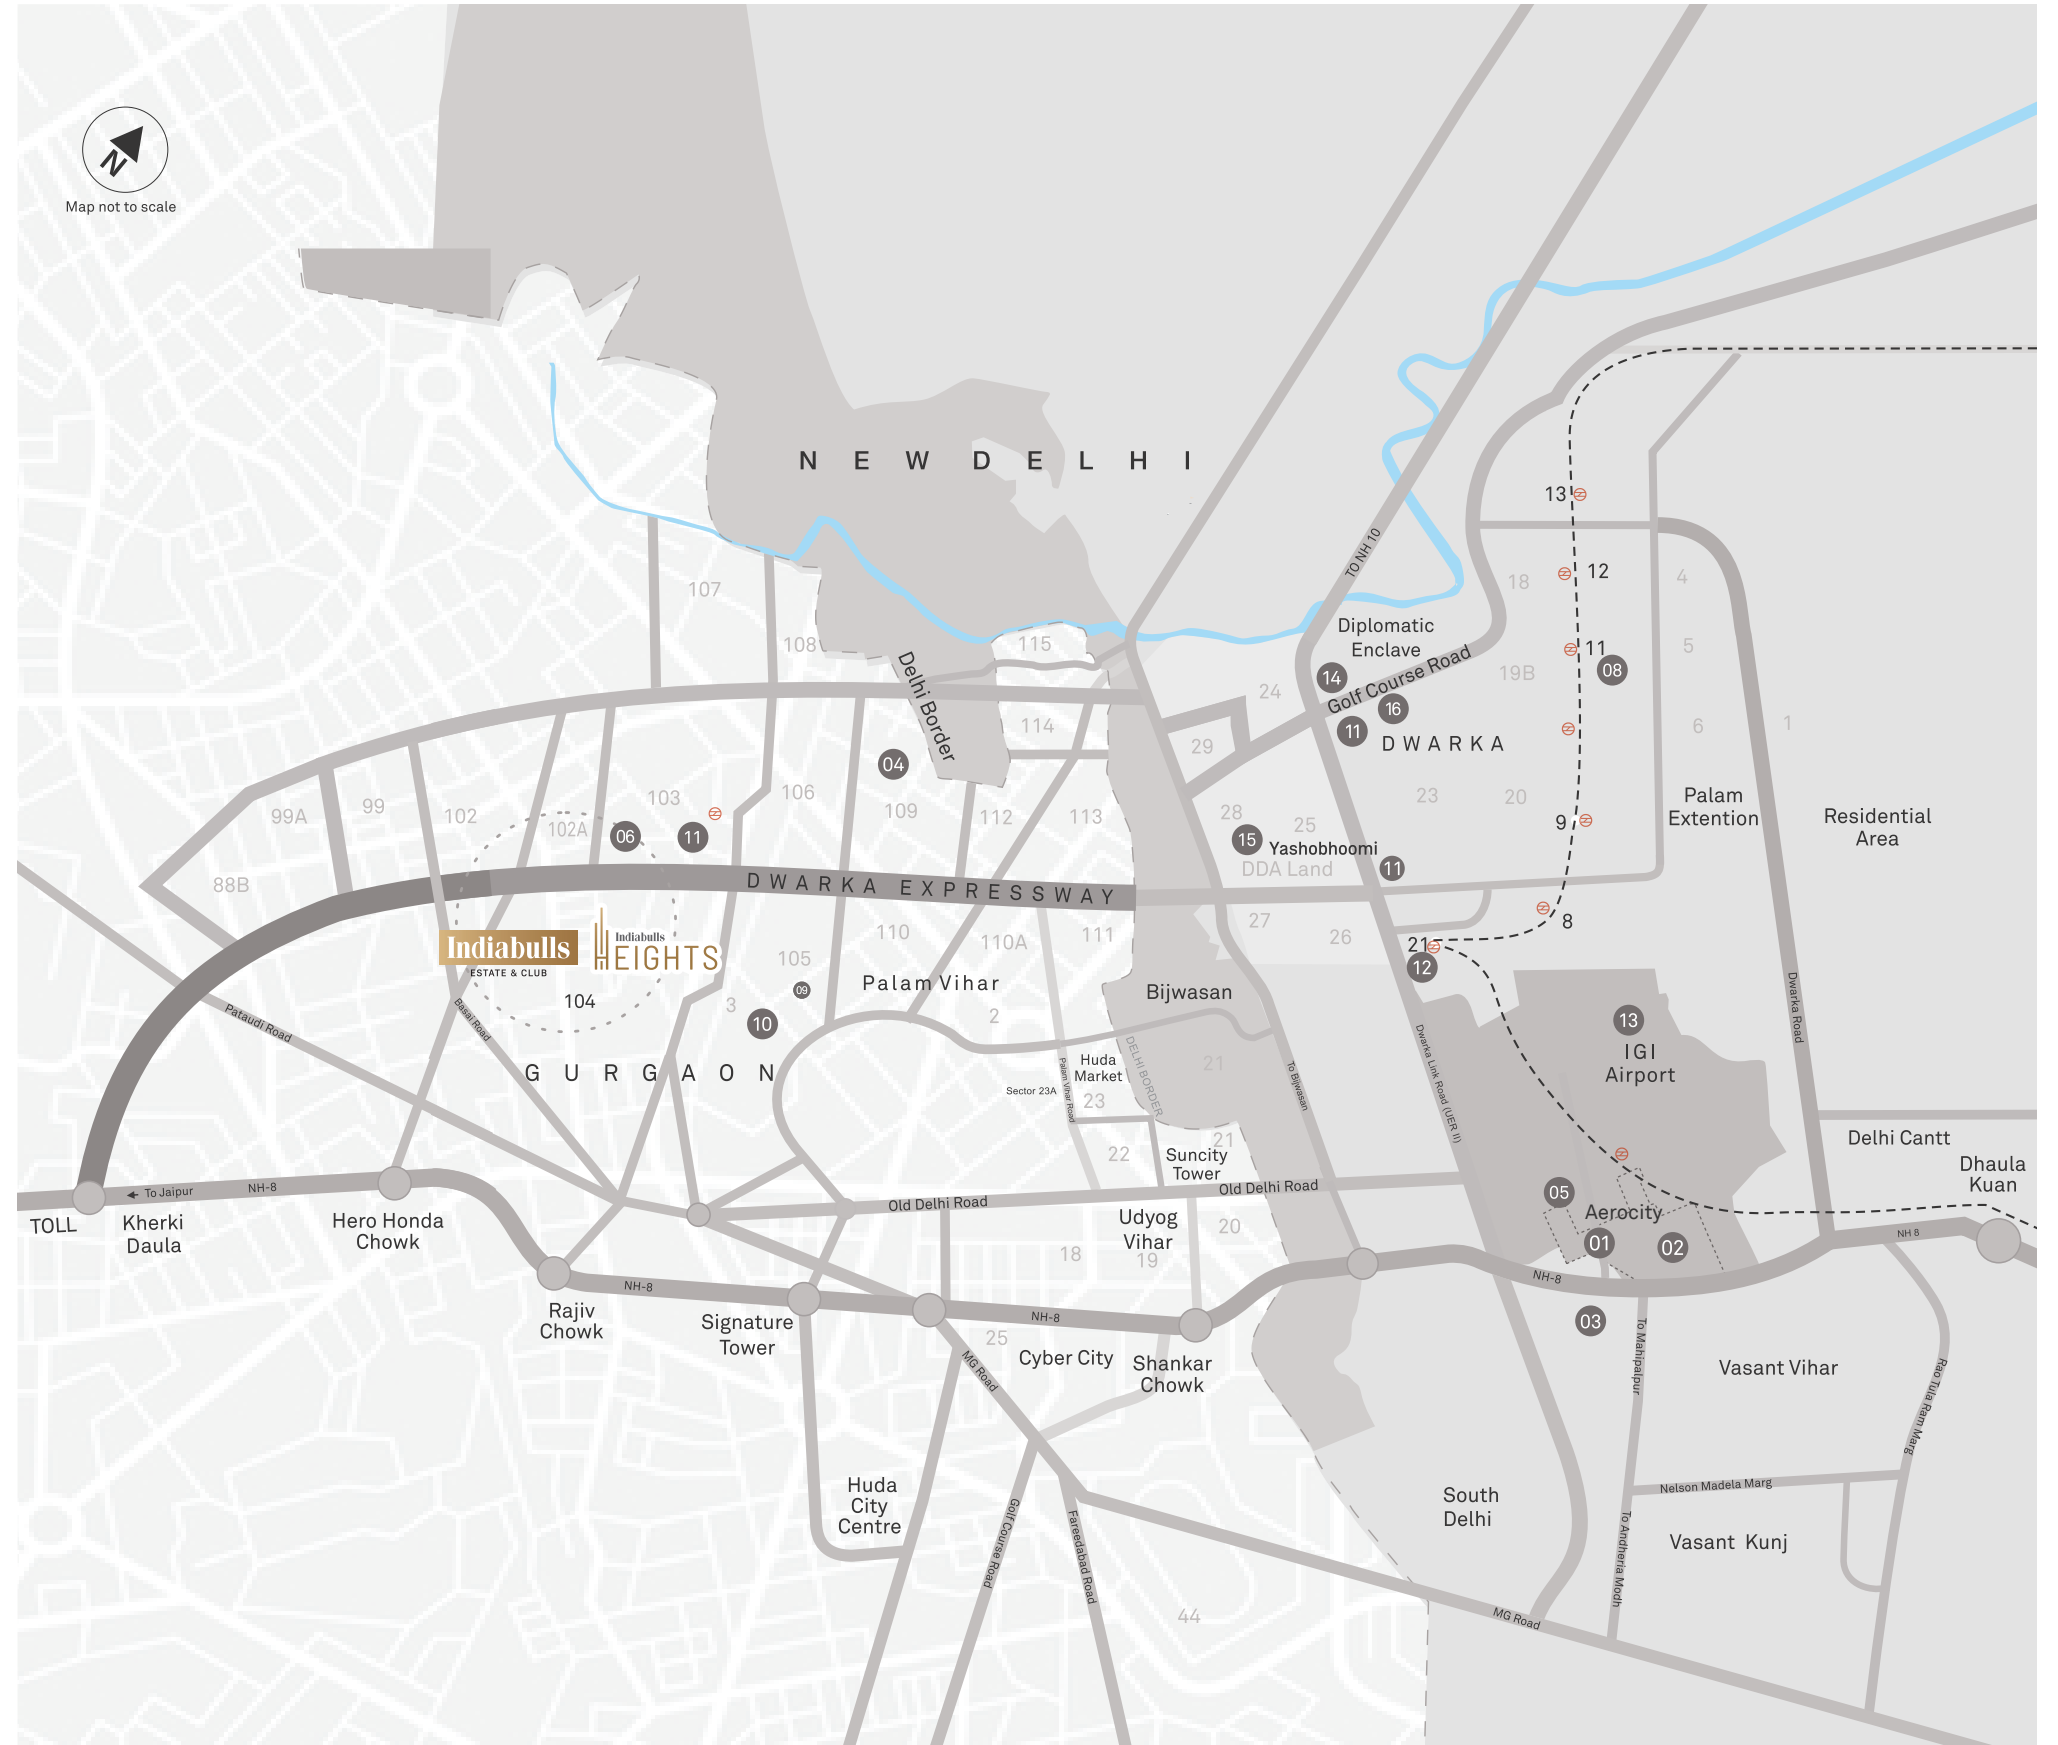 N
Map not to scale
N E W D E L H I
TO NH 10
13
12
11
08
18
4
5
107
108
115
Diplomatic
Enclave
14
Golf Course Road
19B
24
16
11
DWARKA
6
1
Delhi Border
114
29
04
103
106
109
112
113
99A
99
102
102A
06
11
88B
28
25
15
Yashobhoomi
DDA Land
11
23
20
9
Palam
Extention
Residential
Area
DWARKA EXPRESSWAY
27
26
8
21
12
Indiabulls
ESTATE & CLUB
Indiabulls
HEIGHTS
104
105
110
110A
111
09
3
10
Palam Vihar
2
Bijwasan
Pataudi Road
Basai Road
GURGAON
Huda
Market
Sector 23A
23
Palam Vihar Road
DELHI BORDER
21
To Bijwasan
Dwarka Link Road (UER II)
13
IGI
Airport
Dwarka Road
22
21
Suncity
Tower
Delhi Cantt
Dhaula
Kuan
To Jaipur
NH-8
TOLL
Kherki
Daula
Hero Honda
Chowk
Old Delhi Road
Old Delhi Road
Udyog
Vihar
20
18
19
05
Aerocity
01
02
NH 8
NH-8
03
NH-8
Rajiv
Chowk
Signature
Tower
NH-8
25
Cyber City
Shankar
Chowk
MG Road
To Mahipalpur
Vasant Vihar
Rao Tula Ram Marg
Huda
City
Centre
Golf Course Road
Fareedabad Road
South
Delhi
Nelson Madela Marg
Vasant Kunj
To Andheria Modh
44
MG Road